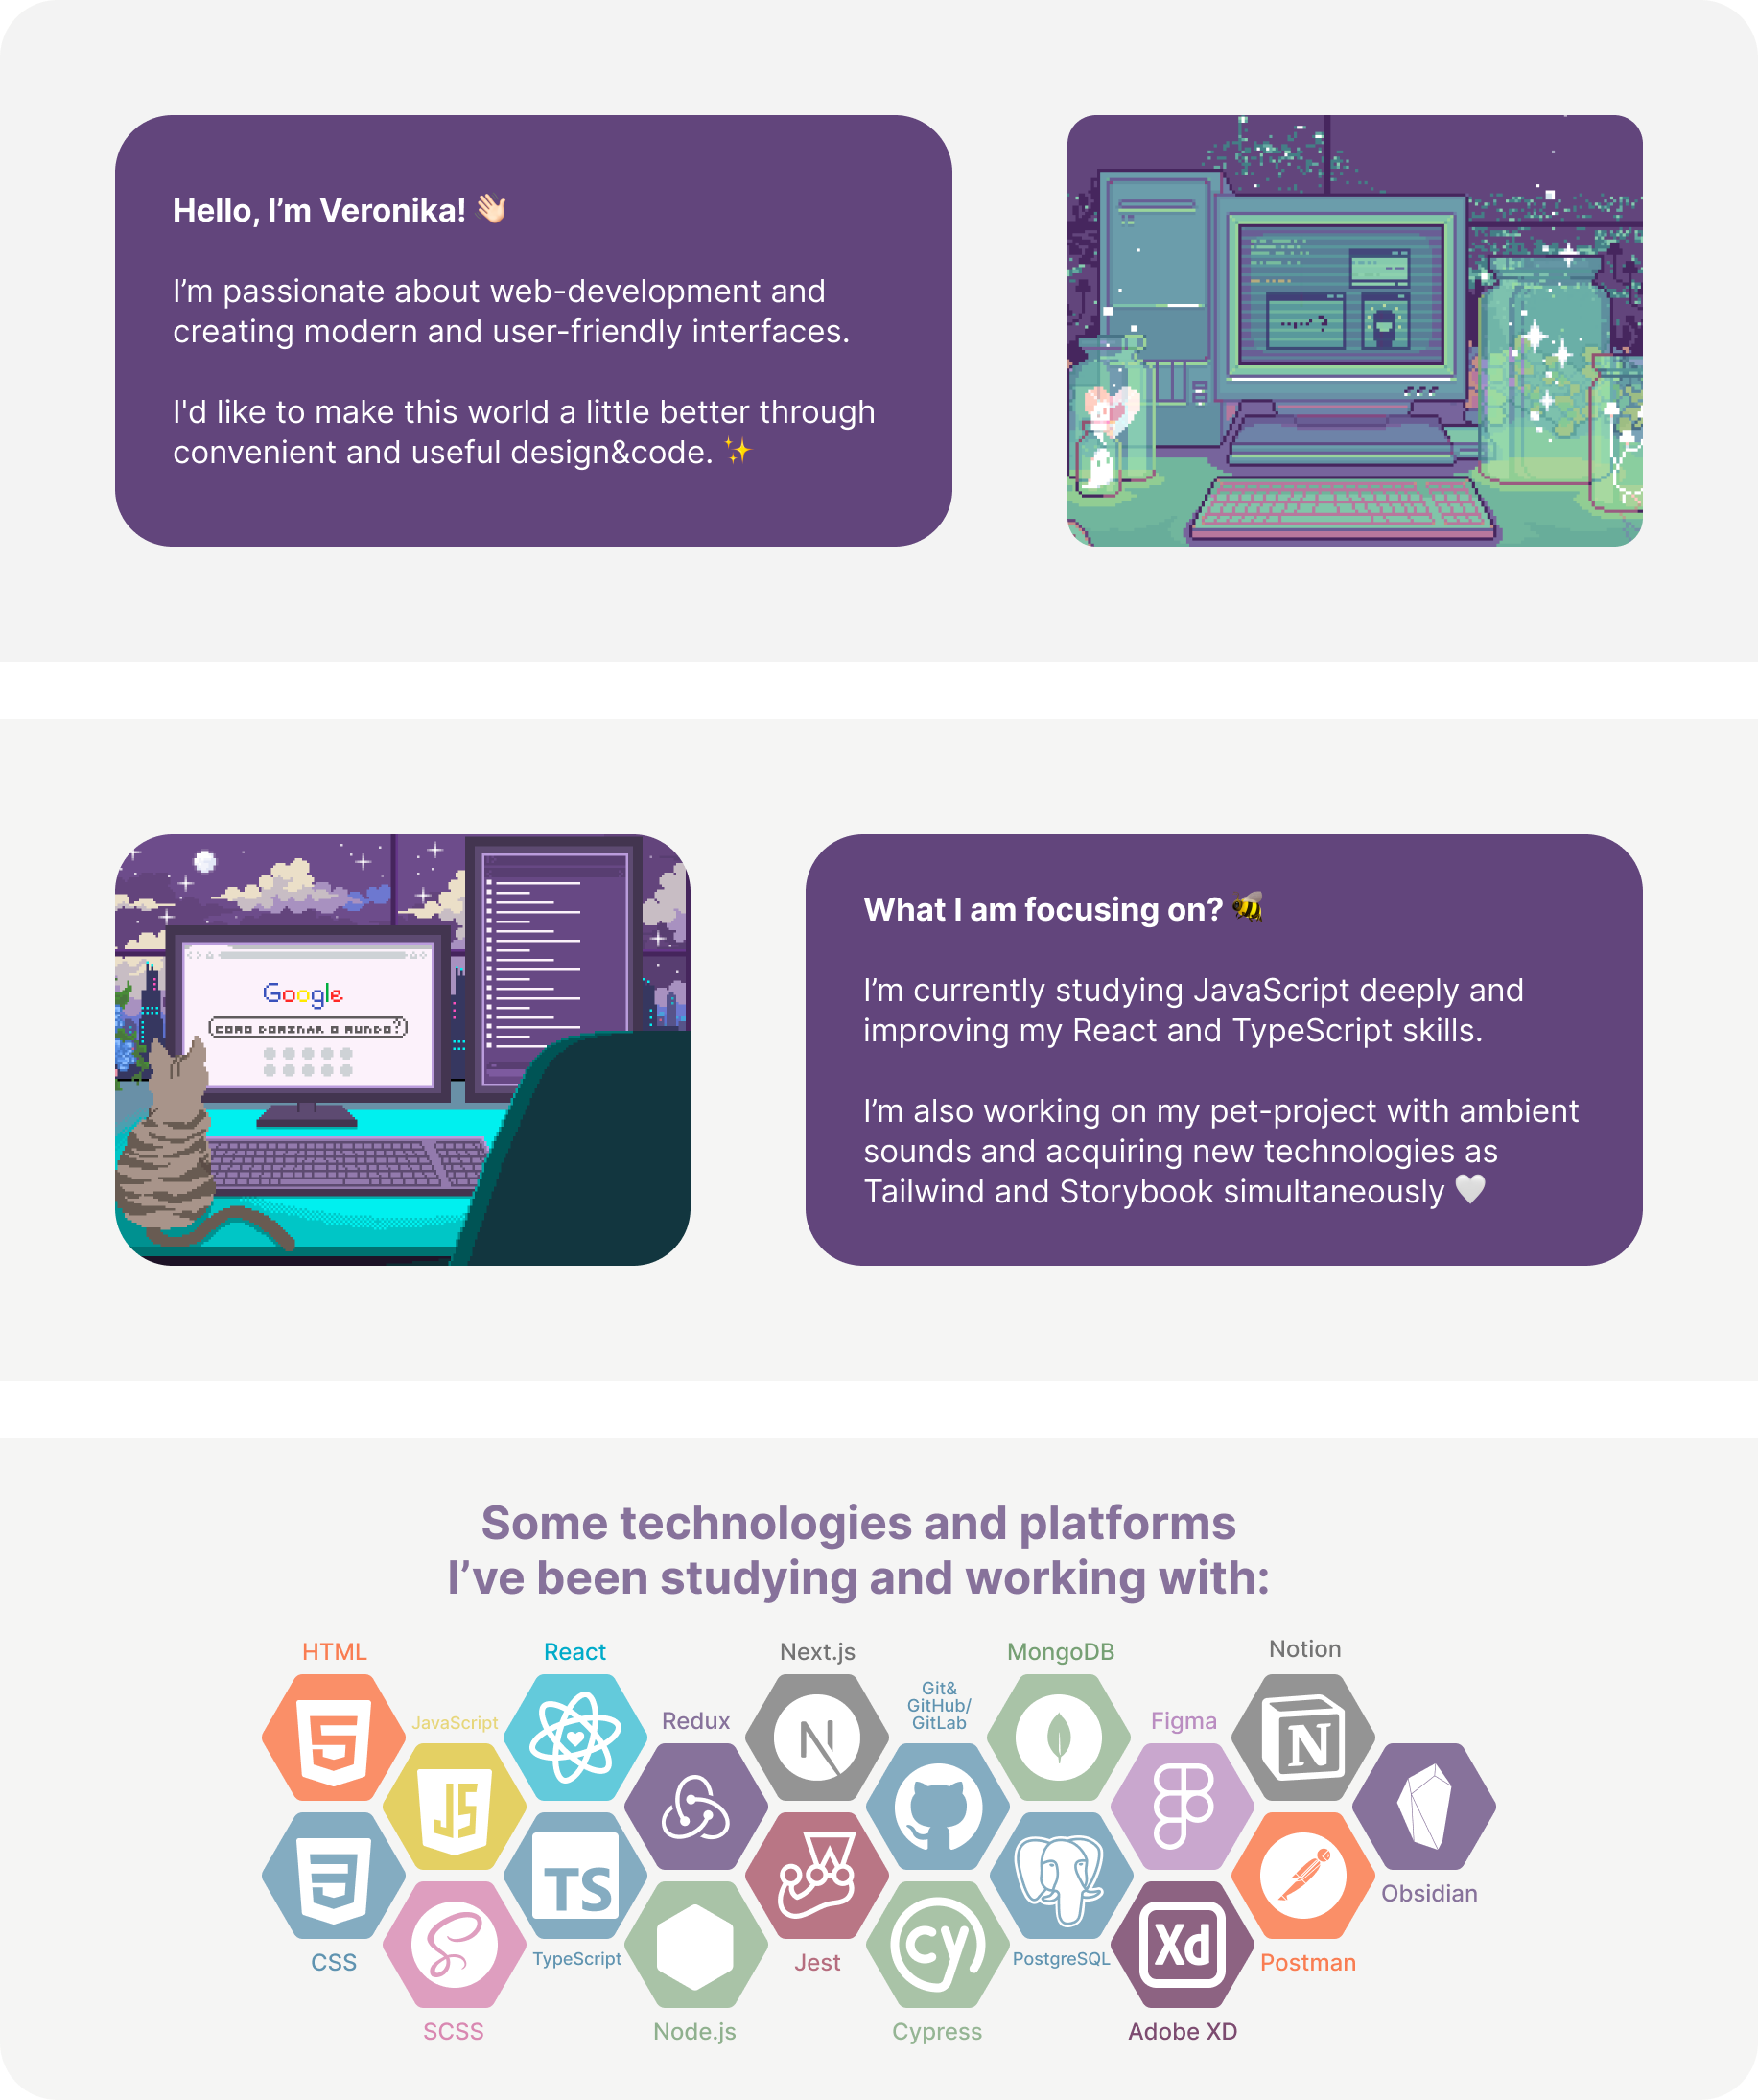 Hello, I’m Veronika! 👋🏻
I’m passionate about web-development and
creating modern and user-friendly interfaces.
I'd like to make this world a little better through
convenient and useful design&code. ✨
Google
COMO DOMINAR O MUNDO?
What I am focusing on? 🐝
I’m currently studying JavaScript deeply and
improving my React and TypeScript skills.
I’m also working on my pet-project with ambient
sounds and acquiring new technologies as
Tailwind and Storybook simultaneously 🤍
Some technologies and platforms
I’ve been studying and working with:
HTML
React
Next.js
MongoDB
Notion
JavaScript
Redux
Git&
GitHub/
GitLab
Figma
N
N
JS
TS
Obsidian
CSS
TypeScript
Jest
cy
PostgreSQL
Xd
Postman
SCSS
Node.js
Cypress
Adobe XD